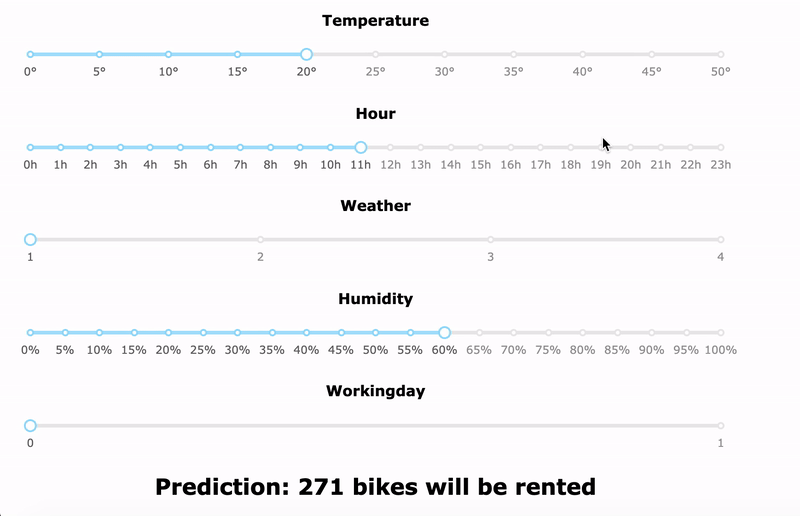 Temperature
0° 5° 10° 15° 20° 25° 30° 35° 40° 45° 50°
Hour
0h 1h 2h 3h 4h 5h 6h 7h 8h 9h 10h 11h 12h 13h 14h 15h 16h 17h 18h 19h 20h 21h 22h 23h
Weather
1 2 3 4
Humidity
0% 5% 10% 15% 20% 25% 30% 35% 40% 45% 50% 55% 60% 65% 70% 75% 80% 85% 90% 95% 100%
Workingday
0 1
Prediction: 271 bikes will be rented